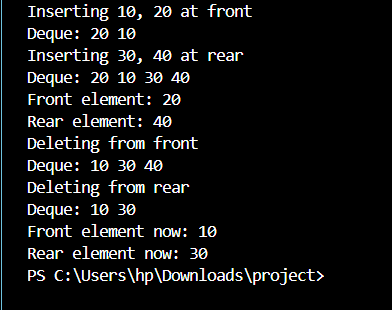 Inserting 10, 20 at front
Deque: 20 10
Inserting 30, 40 at rear
Deque: 20 10 30 40
Front element: 20
Rear element: 40
Deleting from front
Deque: 10 30 40
Deleting from rear
Deque: 10 30
Front element now: 10
Rear element now: 30
PS C:\Users\hp\Downloads\project>